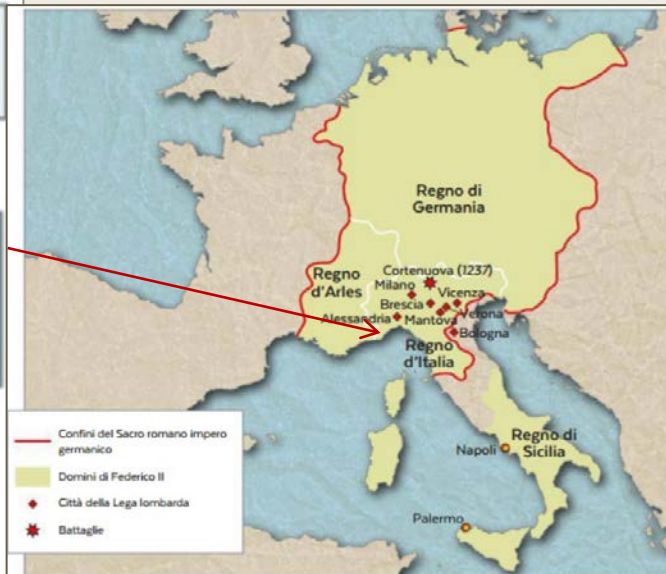 Regno di
Germania
Regno
d'Arles
Cortenuova (1237)
Milano
Vicenza
Brescia
Verona
Alessandria
Mantova
Bologna
Regno
d'Italia
Regno di
Sicilia
Napoli
Palermo
Confini del Sacro romano impero
germanico
Domini di Federico II
Città della Lega lombarda
Battaglie